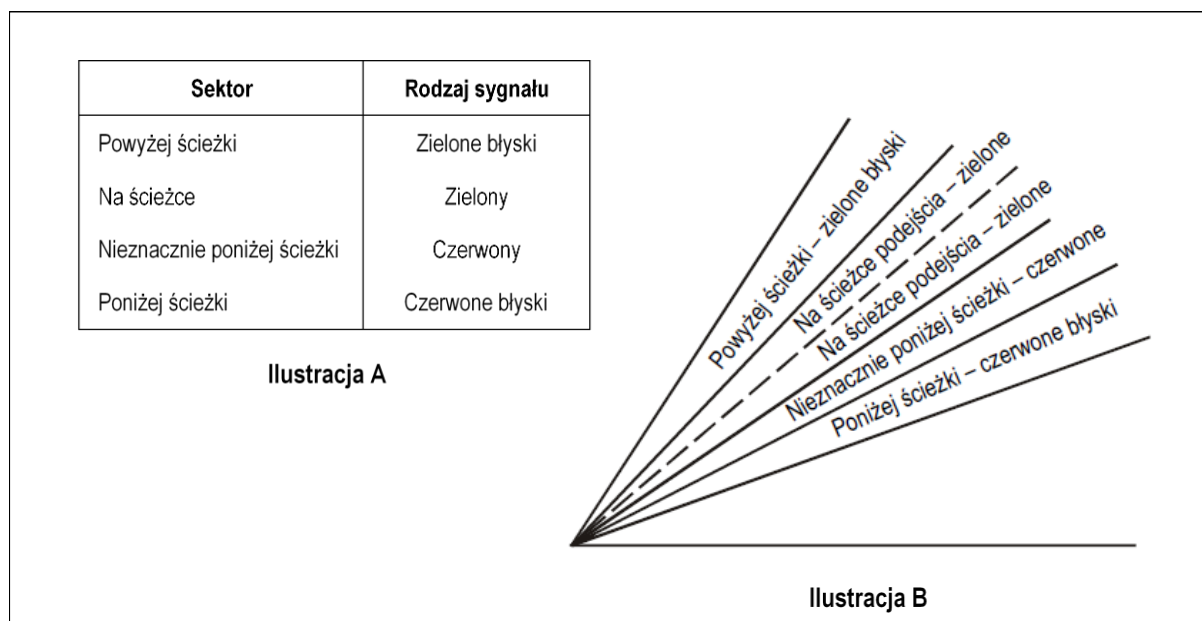 Sektor Rodzaj sygnału
Powyżej ścieżki Zielone błyski
Na ścieżce Zielony
Nieznacznie poniżej ścieżki Czerwony
Poniżej ścieżki Czerwone błyski
Ilustracja A
Powyżej ścieżki – zielone błyski
Na ścieżce podejścia – zielone
Na ścieżce podejścia – zielone
Nieznacznie poniżej ścieżki – czerwone
Poniżej ścieżki – czerwone błyski
Ilustracja B